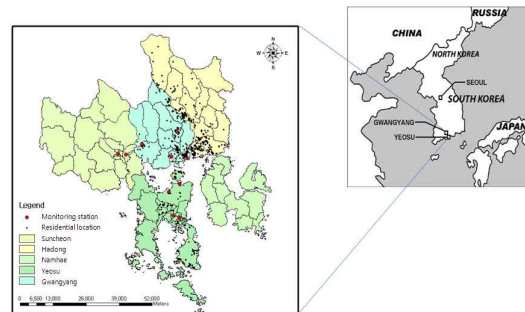 N
W E
S
Legend
Monitoring station
Residential location
Suncheon
Hadong
Namhae
Yeosu
Gwangyang
0 6,500 13,000 26,000 39,000 52,000
Meters
RUSSIA
CHINA
NORTH KOREA
SEOUL
SOUTH KOREA
GWANGYANG
JAPAN
YEOSU